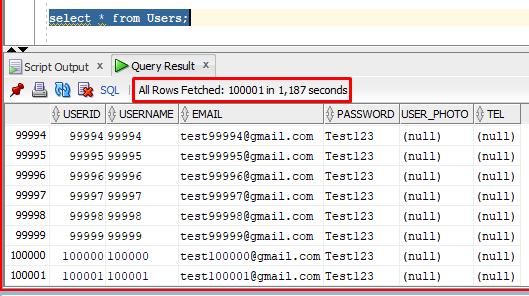 select * from Users;
Script Output x Query Result x
SQL All Rows Fetched: 100001 in 1,187 seconds
USERID USERNAME EMAIL PASSWORD USER_PHOTO TEL
99994 99994 99994 test99994@gmail.com Test123 (null) (null)
99995 99995 99995 test99995@gmail.com Test123 (null) (null)
99996 99996 99996 test99996@gmail.com Test123 (null) (null)
99997 99997 99997 test99997@gmail.com Test123 (null) (null)
99998 99998 99998 test99998@gmail.com Test123 (null) (null)
99999 99999 99999 test99999@gmail.com Test123 (null) (null)
100000 100000 100000 test100000@gmail.com Test123 (null) (null)
100001 100001 100001 test100001@gmail.com Test123 (null) (null)